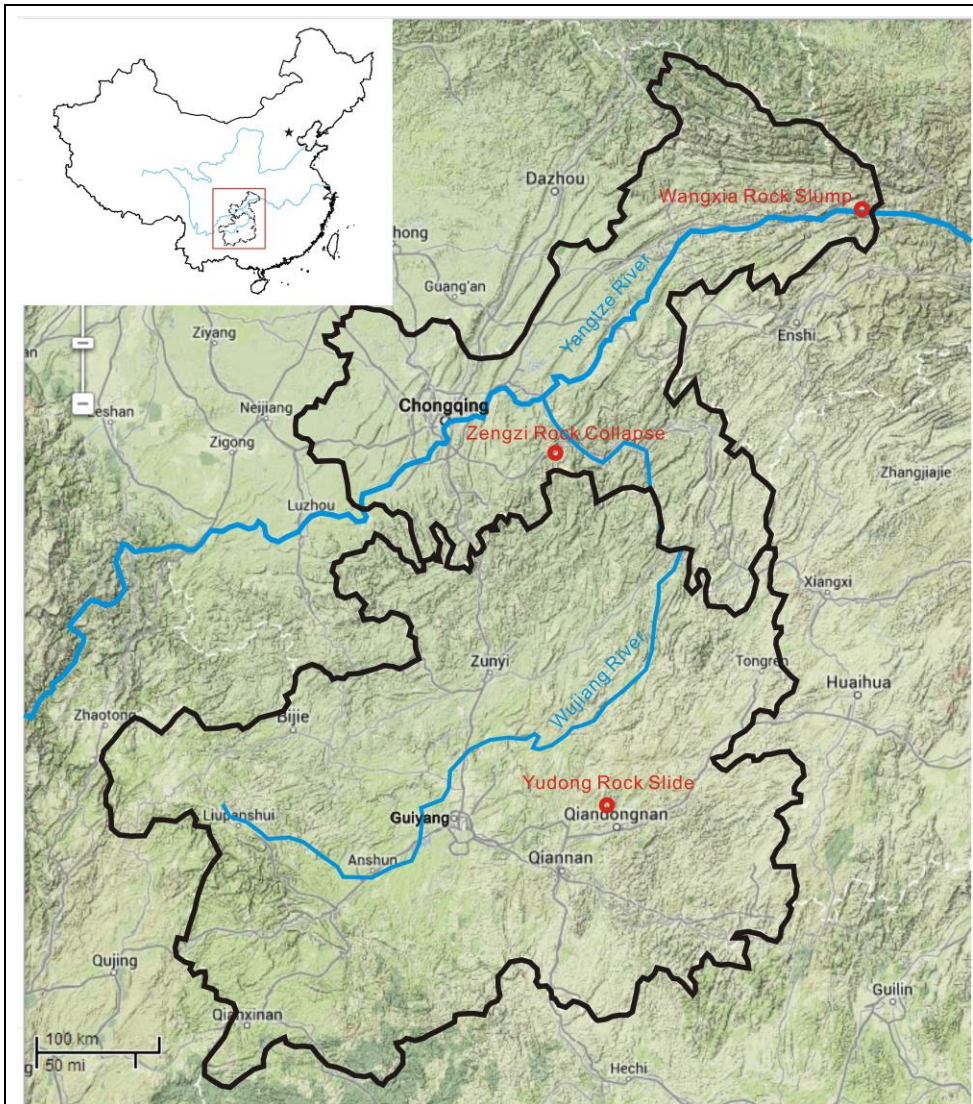 Dazhou
Wangxia Rock Slump
hong
Guang'an
Yangtze River
Ziyang
Enshi
an
Leshan
Neijiang
Chongqing
Zigong
Zengzi Rock Collapse
Zhangjiajie
Luzhou
Xiangxi
Zunyi
Tongren
Wujiang River
Huaihua
Zhaotong
Bijie
Yudong Rock Slide
Liupanshui
Guiyang
Qiandongnan
Anshun
Qiannan
Qujing
Guilin
Qianxinan
100 km
50 mi
g
Hechi